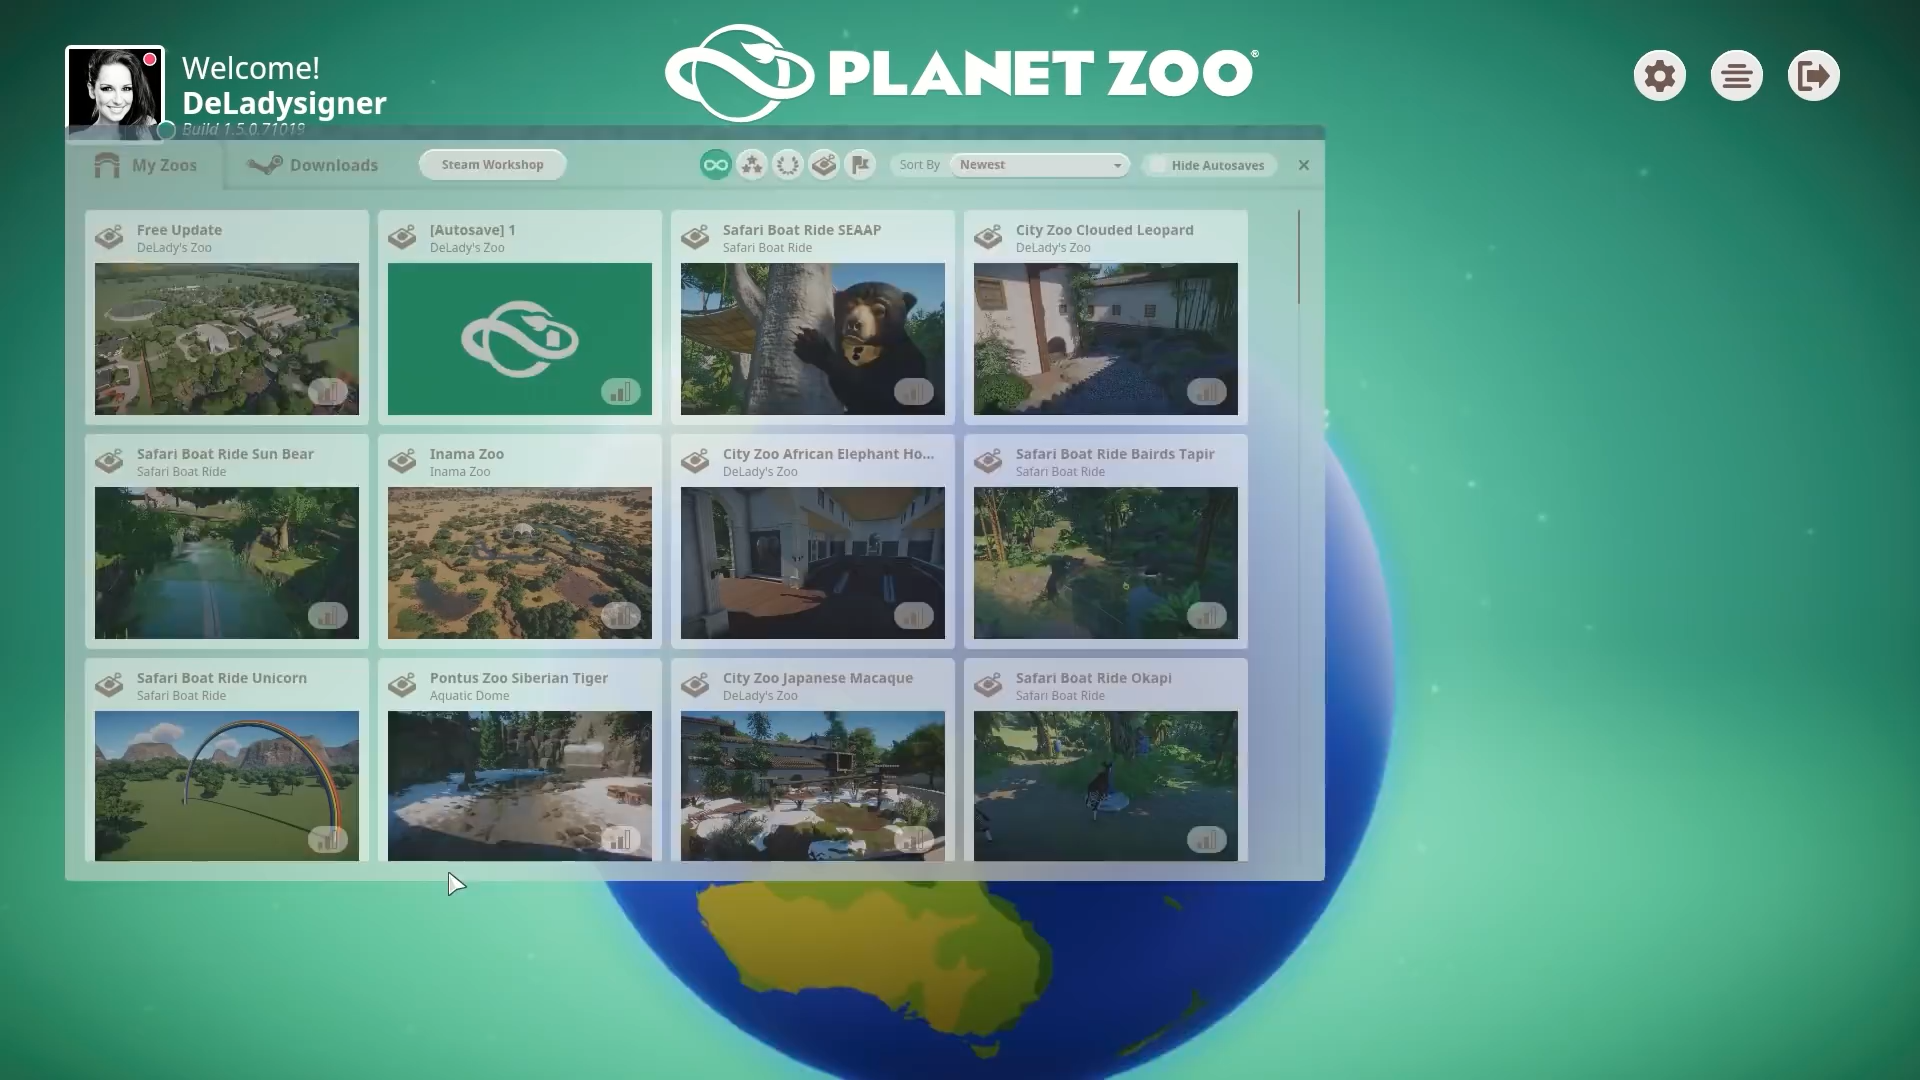 PLANET ZOO®
Welcome!
DeLadysigner
Build 1.5.0.71019
My Zoos
Downloads
Steam Workshop
Sort By
Newest
Hide Autosaves
Free Update
DeLady's Zoo
[Autosave] 1
DeLady's Zoo
Safari Boat Ride SEAAP
Safari Boat Ride
City Zoo Clouded Leopard
DeLady's Zoo
Safari Boat Ride Sun Bear
Safari Boat Ride
Inama Zoo
Inama Zoo
City Zoo African Elephant Ho...
DeLady's Zoo
Safari Boat Ride Bairds Tapir
Safari Boat Ride
Safari Boat Ride Unicorn
Safari Boat Ride
Pontus Zoo Siberian Tiger
Aquatic Dome
City Zoo Japanese Macaque
DeLady's Zoo
Safari Boat Ride Okapi
Safari Boat Ride